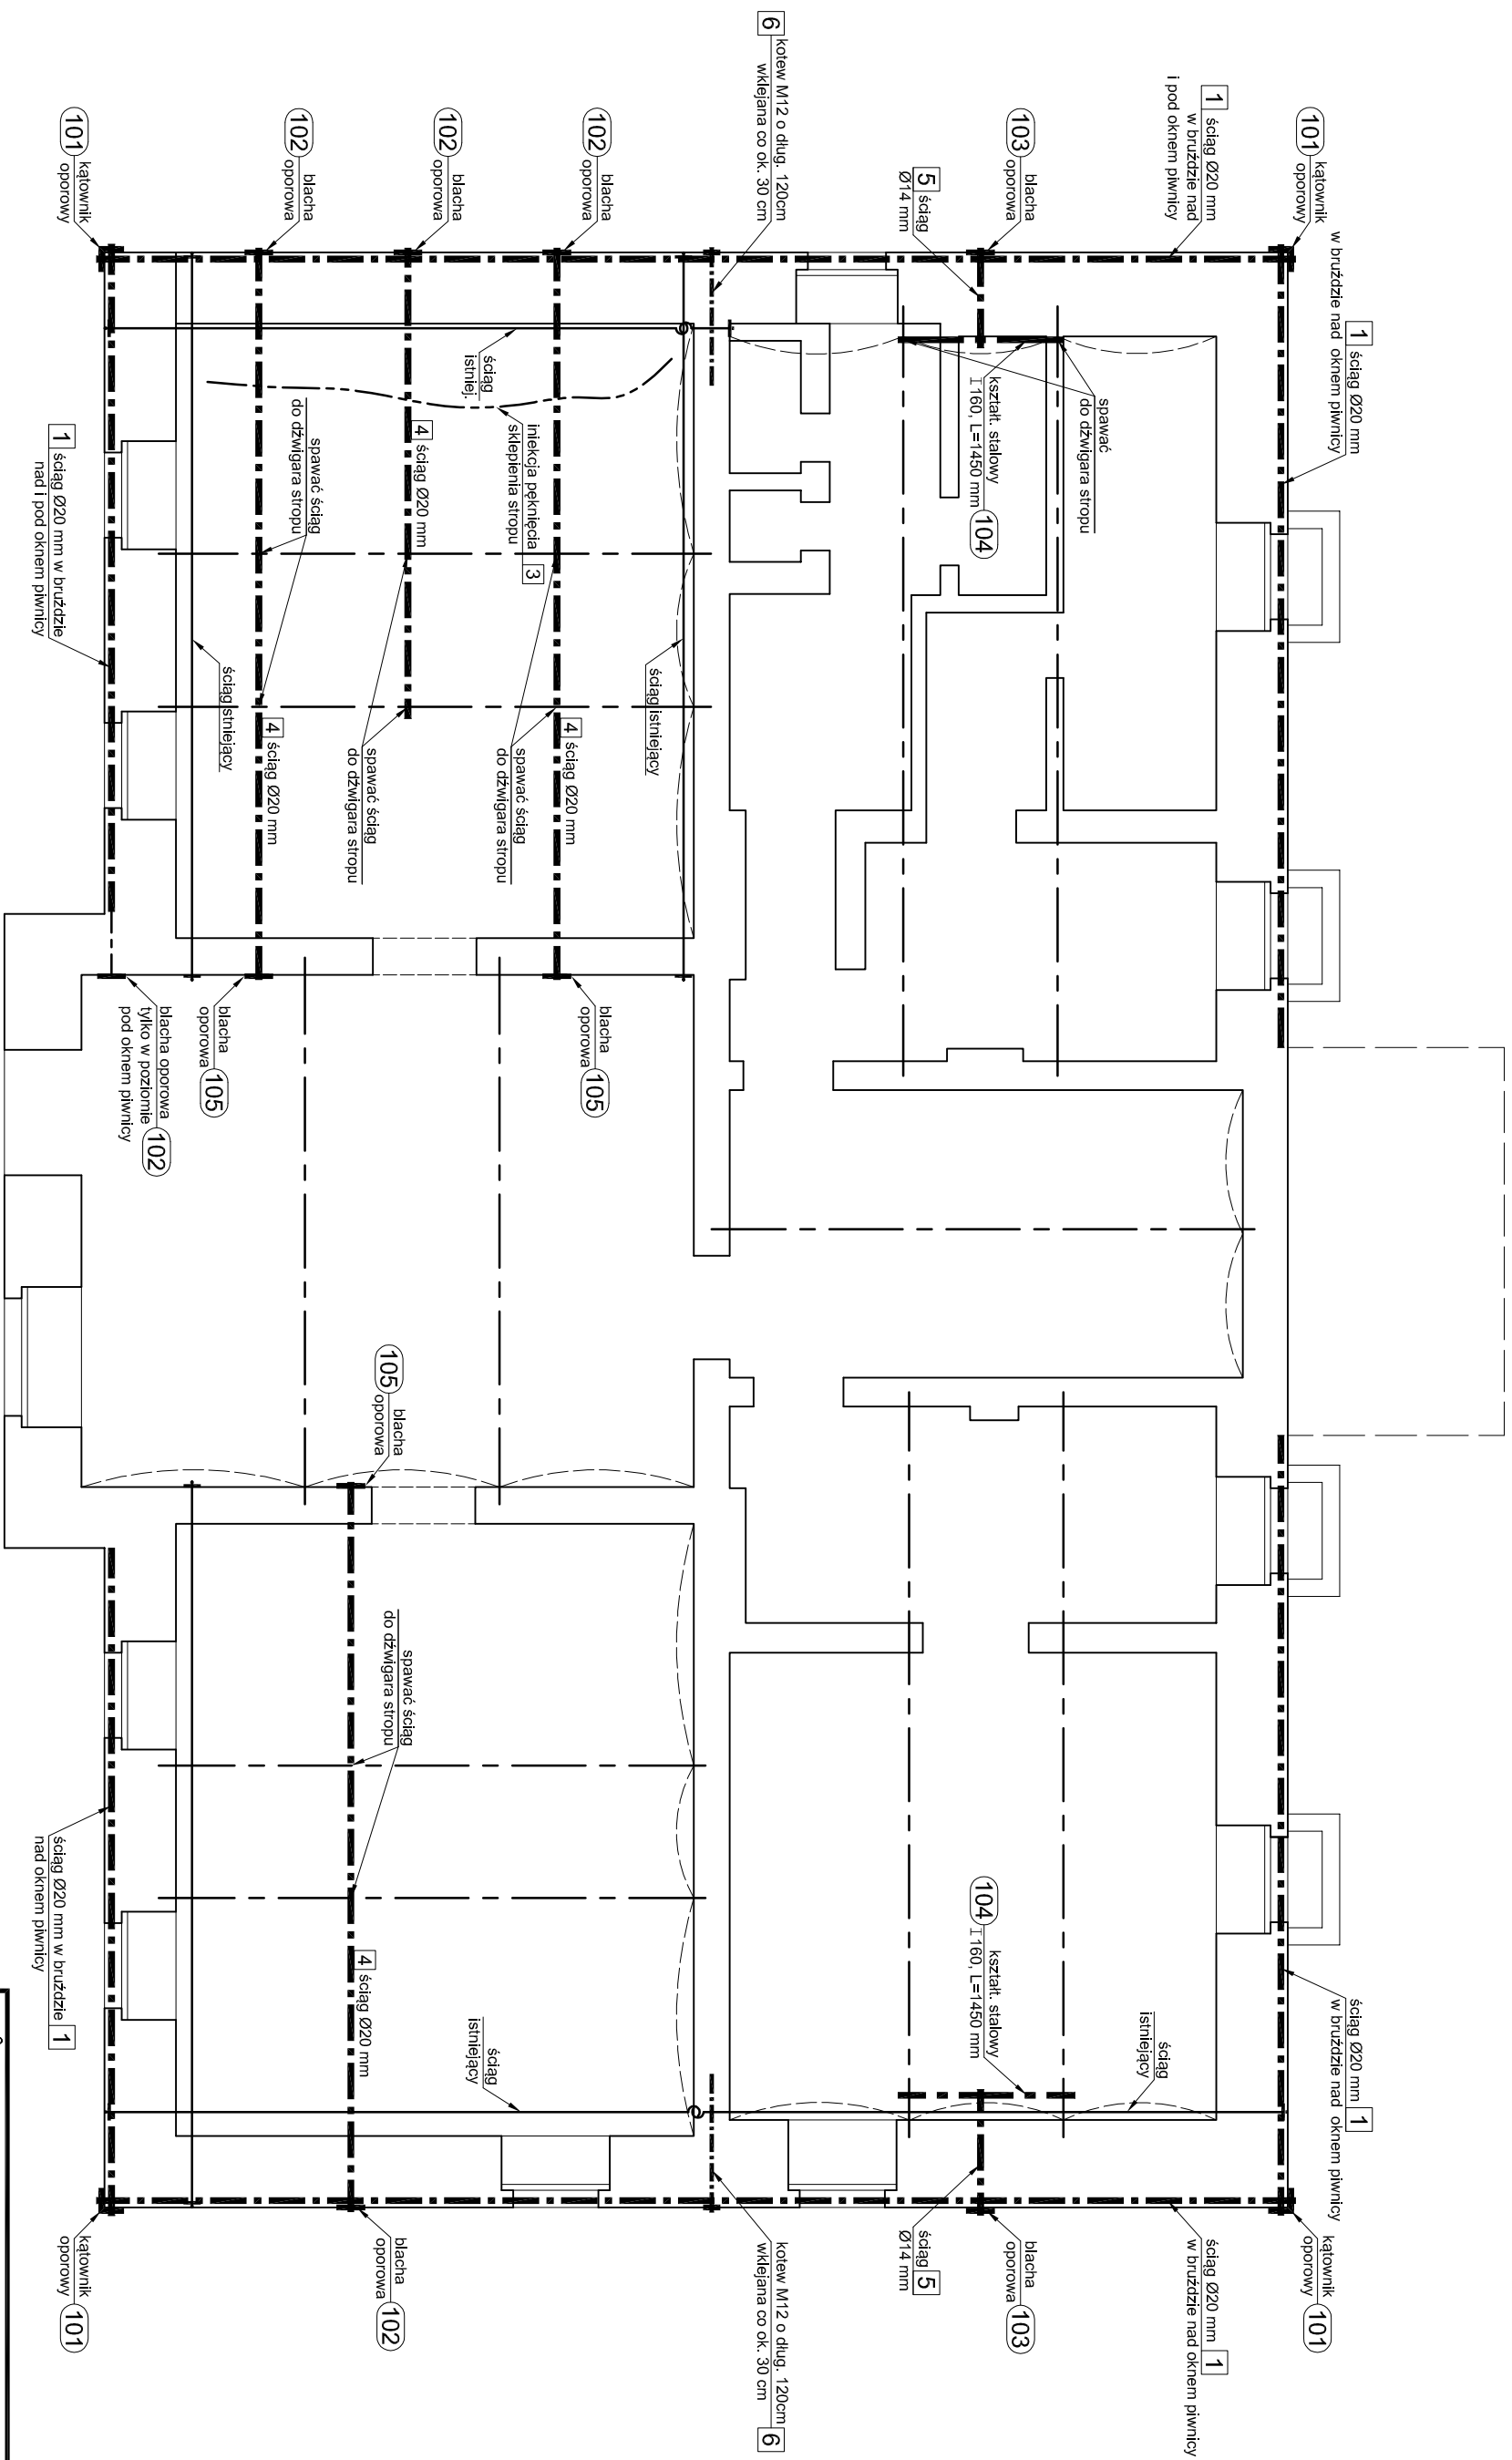 101
kątownik
oporowy
1
ściąg Ø20 mm
w bruździe nad  oknem piwnicy
1
ściąg Ø20 mm
w bruździe nad
i pod oknem piwnicy
103
blacha
oporowa
5
ściąg
Ø14 mm
6
kotew M12 o dług. 120cm
wklejana co ok. 30 cm
spawać
do dźwigara stropu
kształt. stalowy
I 160, L=1450 mm
104
102
blacha
oporowa
102
blacha
oporowa
102
blacha
oporowa
101
kątownik
oporowy
ściąg
istniej.
iniekcja pęknięcia
sklepienia stropu
3
4
ściąg Ø20 mm
spawać ściąg
do dźwigara stropu
1
ściąg Ø20 mm w bruździe
nad i pod oknem piwnicy
ściąg istniejący
ściąg istniejący
4
ściąg Ø20 mm
spawać ściąg
do dźwigara stropu
spawać ściąg
do dźwigara stropu
4
ściąg Ø20 mm
blacha
oporowa
105
blacha
oporowa
105
blacha oporowa
tylko w poziomie
pod oknem piwnicy
102
105
blacha
oporowa
spawać ściąg
do dźwigara stropu
4
ściąg Ø20 mm
ściąg Ø20 mm w bruździe
nad oknem piwnicy
1
ściąg
istniejący
104
kształt. stalowy
I 160, L=1450 mm
ściąg
istniejący
ściąg Ø20 mm
w bruździe nad  oknem piwnicy
1
kątownik
oporowy
101
ściąg Ø20 mm
w bruździe nad oknem piwnicy
1
blacha
oporowa
103
ściąg
Ø14 mm
5
kotew M12 o dług. 120cm
wklejana co ok. 30 cm
6
blacha
oporowa
102
kątownik
oporowy
101